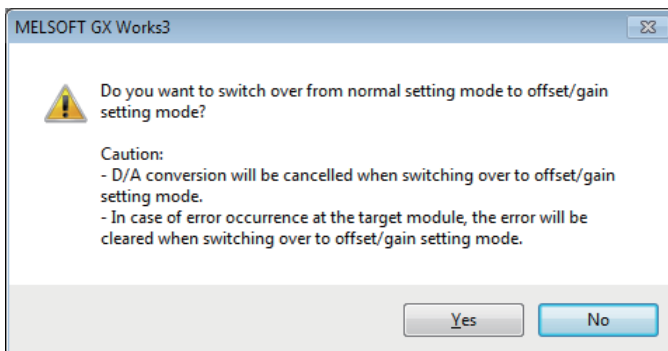 MELSOFT GX Works3
Do you want to switch over from normal setting mode to offset/gain
setting mode?
Caution:
- D/A conversion will be cancelled when switching over to offset/gain
setting mode.
- In case of error occurrence at the target module, the error will be
cleared when switching over to offset/gain setting mode.
Yes
No